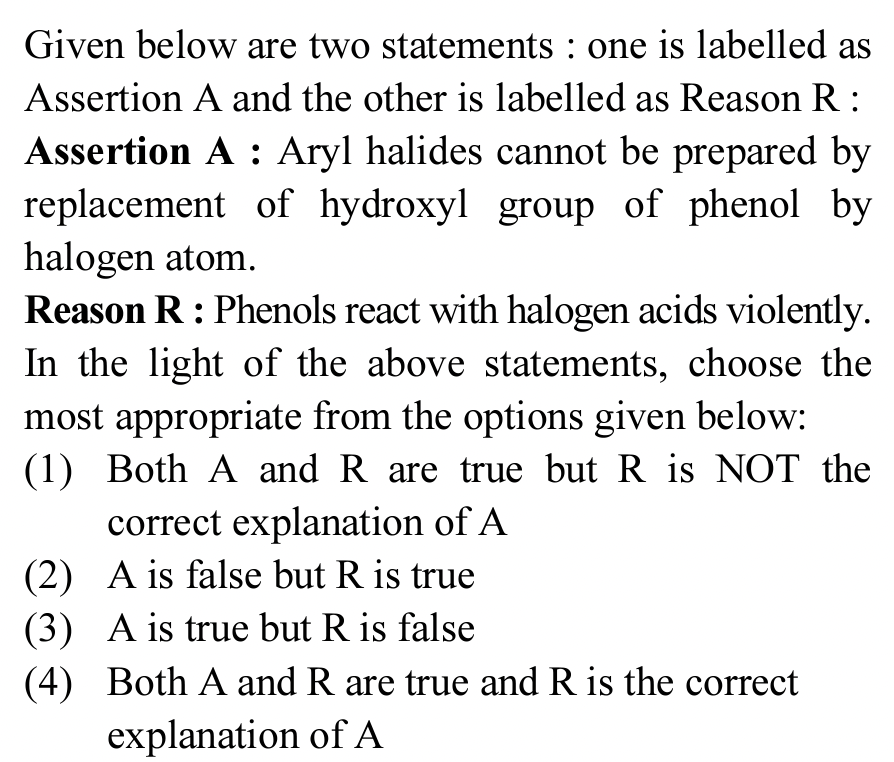 Given below are two statements : one is labelled as
Assertion A and the other is labelled as Reason R :
Assertion A : Aryl halides cannot be prepared by
replacement of hydroxyl group of phenol by
halogen atom.
Reason R : Phenols react with halogen acids violently.
In the light of the above statements, choose the
most appropriate from the options given below:
(1) Both A and R are true but R is NOT the
correct explanation of A
(2) A is false but R is true
(3) A is true but R is false
(4) Both A and R are true and R is the correct
explanation of A